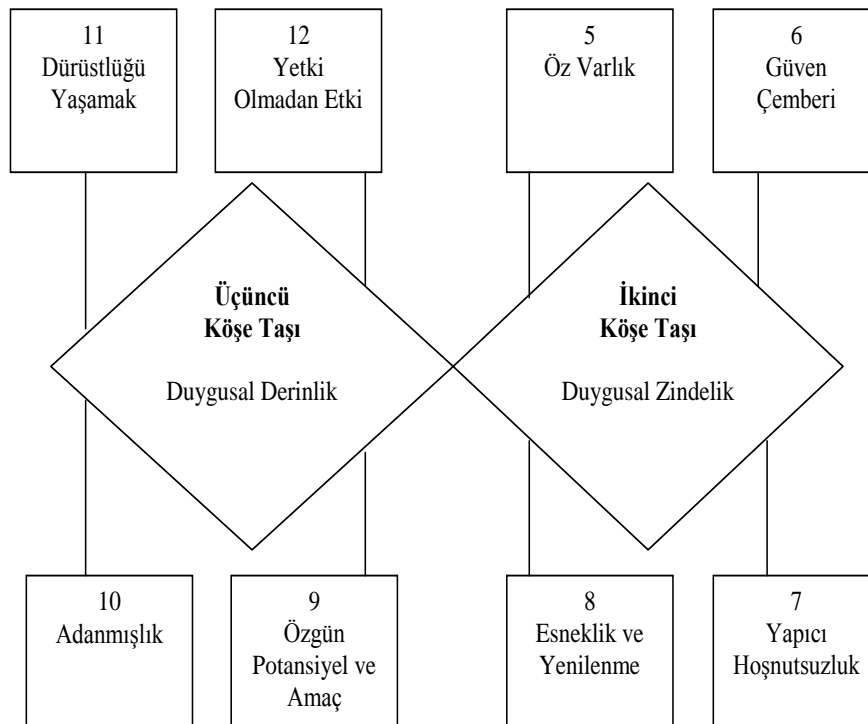 11
Dürüstlüğü
Yaşamak
12
Yetki
Olmadan Etki
5
Öz Varlık
6
Güven
Çemberi
Üçüncü
Köşe Taşı
Duygusal Derinlik
İkinci
Köşe Taşı
Duygusal Zindelik
10
Adanmışlık
9
Özgün
Potansiyel ve
Amaç
8
Esneklik ve
Yenilenme
7
Yapıcı
Hoşnutsuzluk